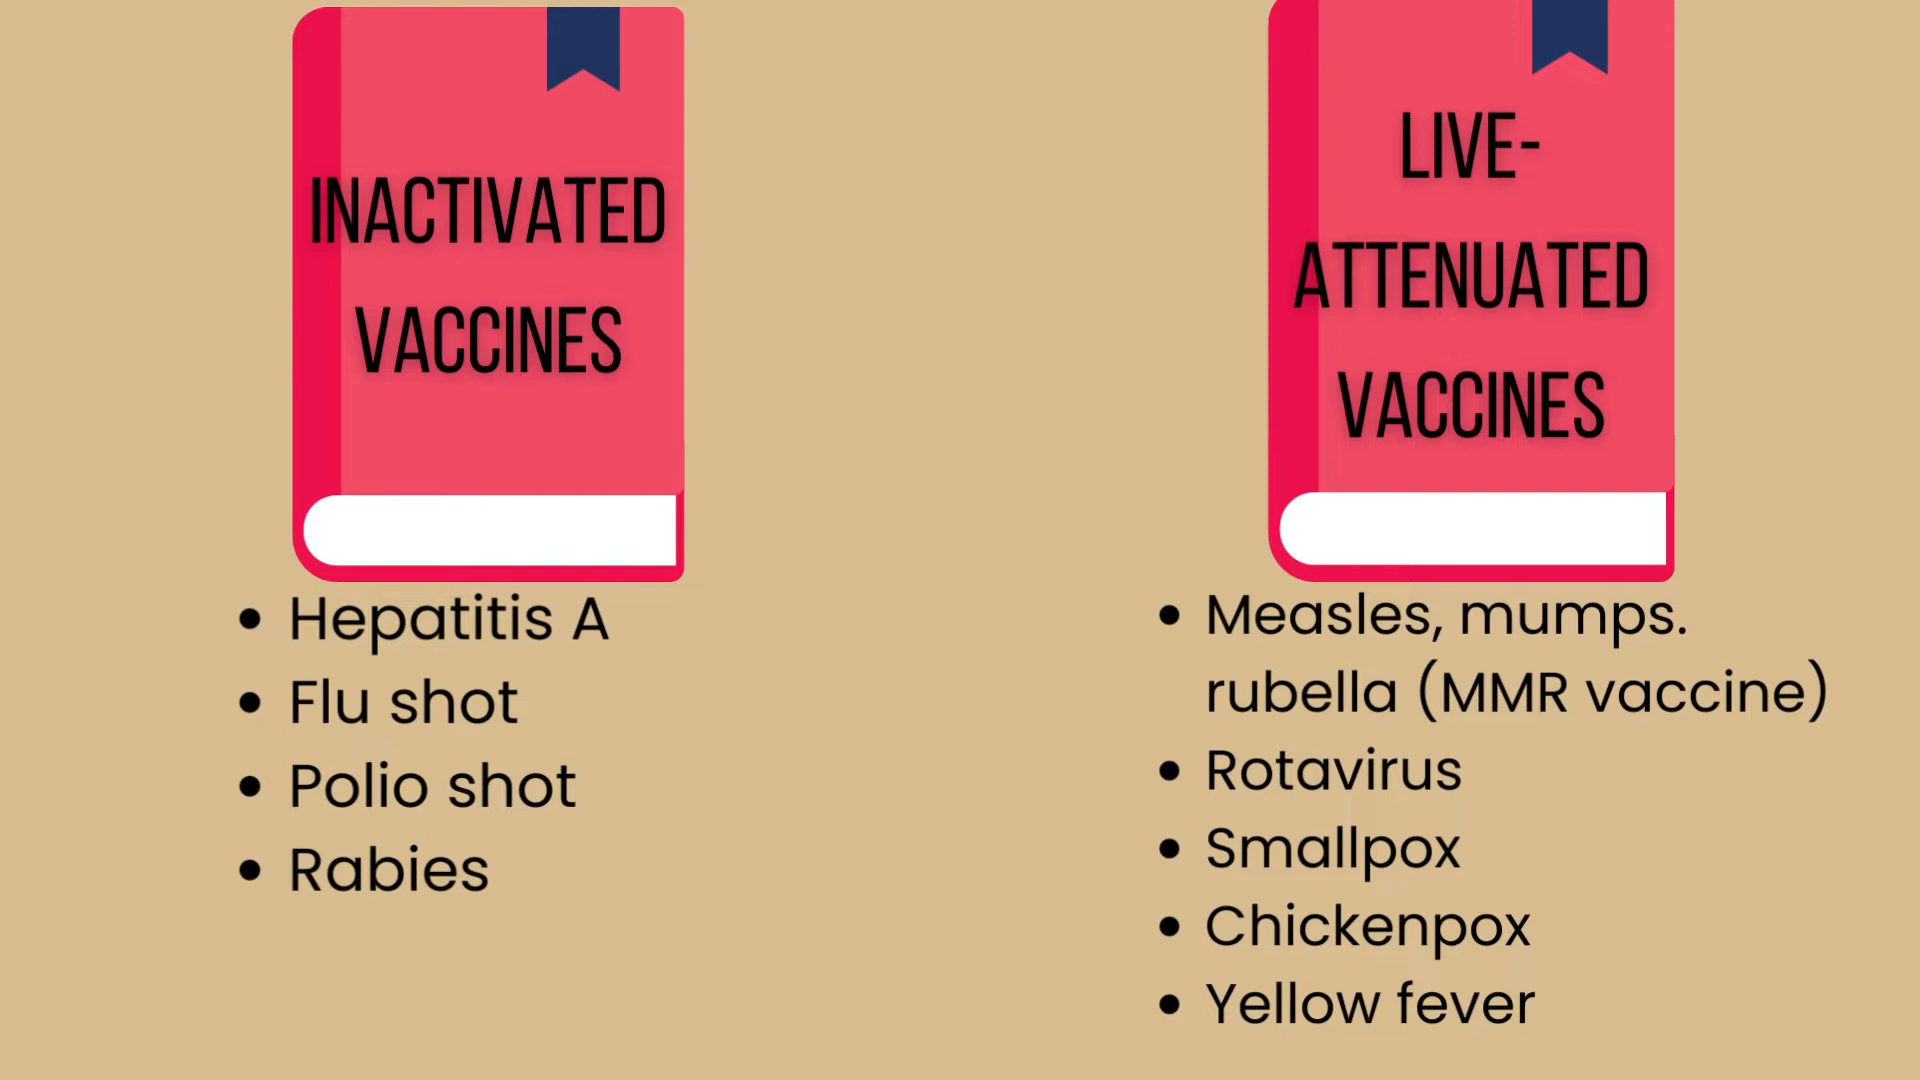 INACTIVATED
VACCINES
• Hepatitis A
• Flu shot
• Polio shot
• Rabies
LIVE-
ATTENUATED
VACCINES
• Measles, mumps.
rubella (MMR vaccine)
• Rotavirus
• Smallpox
• Chickenpox
• Yellow fever